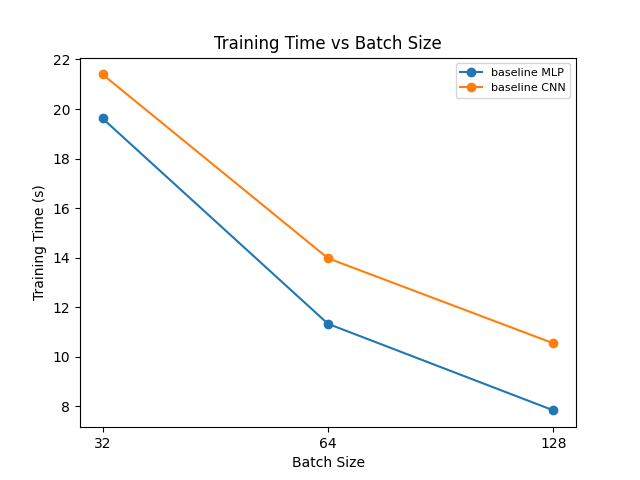 Training Time vs Batch Size
baseline MLP
baseline CNN
Training Time (s)
22
20
18
16
14
12
10
8
32 64 128
Batch Size